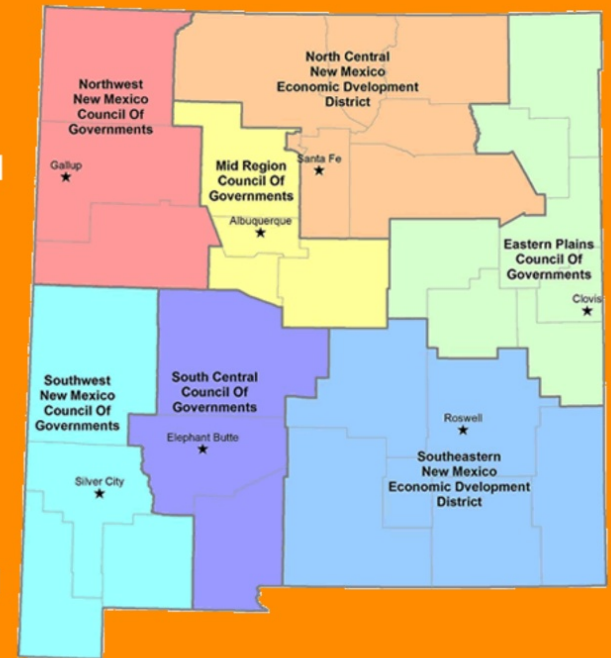 North Central
New Mexico
Economic Dvelopment
District
Northwest
New Mexico
Council Of
Governments
Gallup
Mid Region
Council Of
Governments
Santa Fe
Albuquerque
Eastern Plains
Council Of
Governments
Clovis
Southwest
New Mexico
Council Of
Governments
South Central
Council Of
Governments
Elephant Butte
Silver City
Roswell
Southeastern
New Mexico
Economic Dvelopment
District